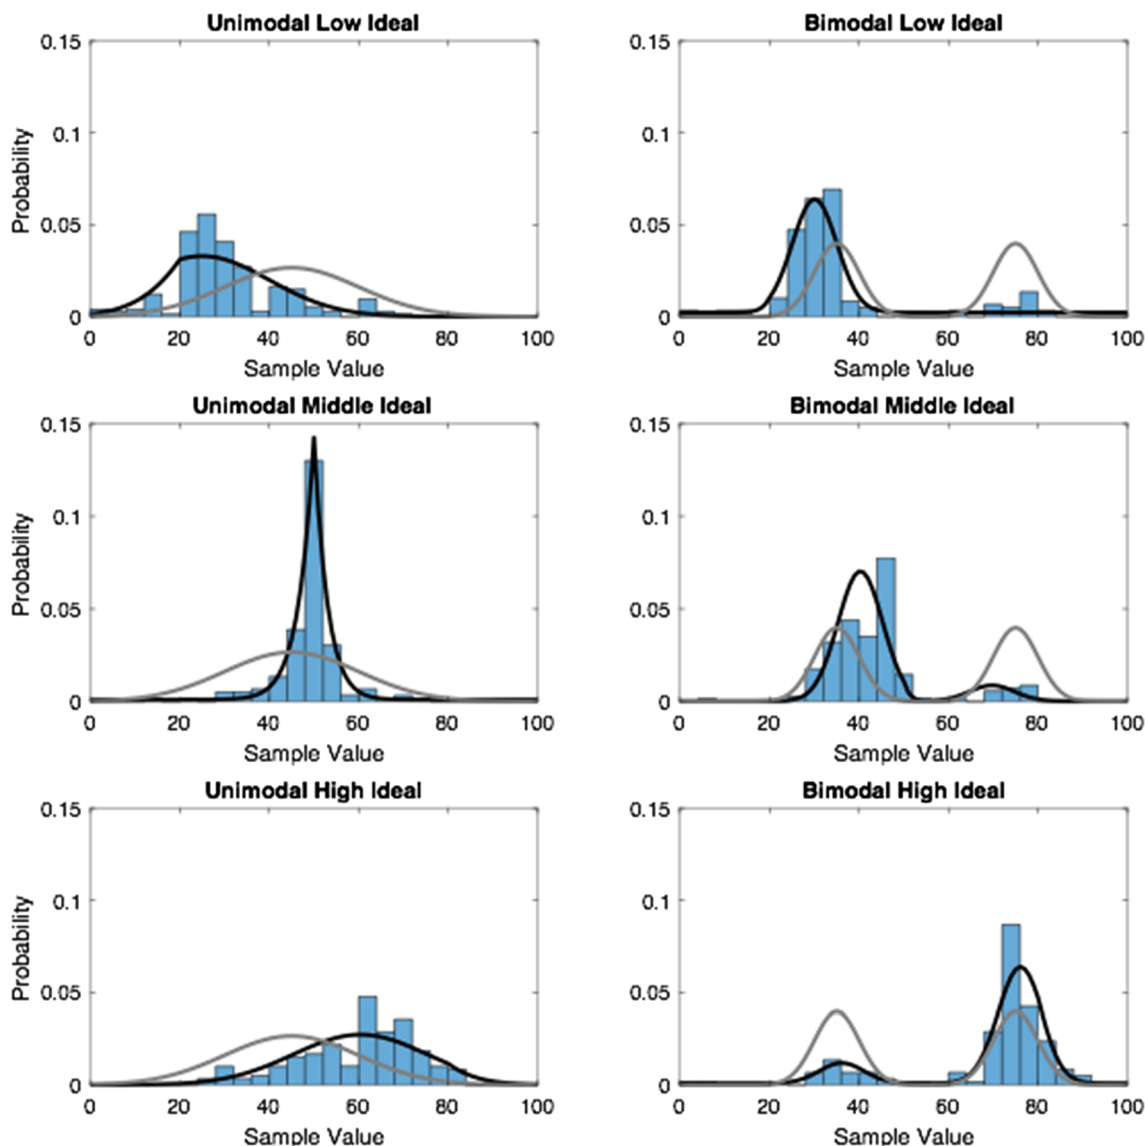 Unimodal Low Ideal
Bimodal Low Ideal
0.15
0.1
0.05
0
Probability
0 20 40 60 80 100
Sample Value
0.15
0.1
0.05
0
0 20 40 60 80 100
Sample Value
Unimodal Middle Ideal
Bimodal Middle Ideal
0.15
0.1
0.05
0
Probability
0 20 40 60 80 100
Sample Value
0.15
0.1
0.05
0
0 20 40 60 80 100
Sample Value
Unimodal High Ideal
Bimodal High Ideal
0.15
0.1
0.05
0
Probability
0 20 40 60 80 100
Sample Value
0.15
0.1
0.05
0
0 20 40 60 80 100
Sample Value